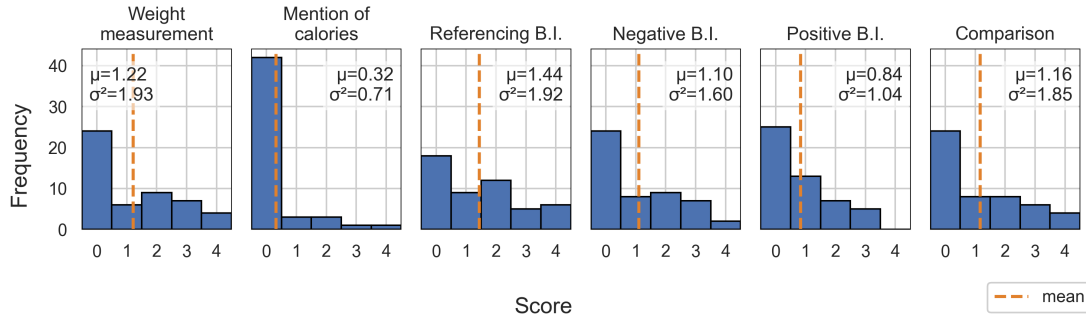 Weight
measurement
Mention of
calories
Referencing B.I.
Negative B.I.
Positive B.I.
Comparison
Frequency
40
30
20
10
0
μ=1.22
σ²=1.93
μ=0.32
σ²=0.71
μ=1.44
σ²=1.92
μ=1.10
σ²=1.60
μ=0.84
σ²=1.04
μ=1.16
σ²=1.85
0 1 2 3 4
0 1 2 3 4
0 1 2 3 4
0 1 2 3 4
0 1 2 3 4
0 1 2 3 4
Score
mean